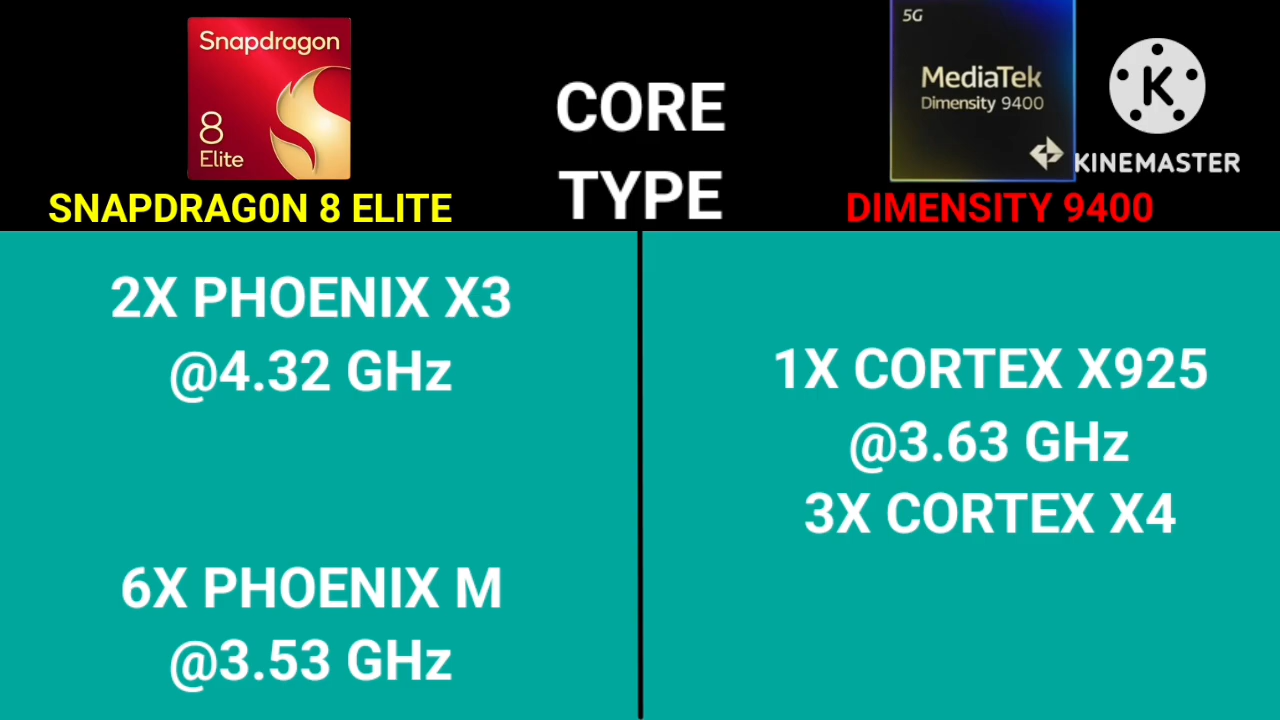 Snapdragon
8
Elite
SNAPDRAG0N 8 ELITE
CORE
TYPE
5G
MediaTek
Dimensity 9400
DIMENSITY 9400
K
KINEMASTER
2X PHOENIX X3
@4.32 GHz
6X PHOENIX M
@3.53 GHz
1X CORTEX X925
@3.63 GHz
3X CORTEX X4